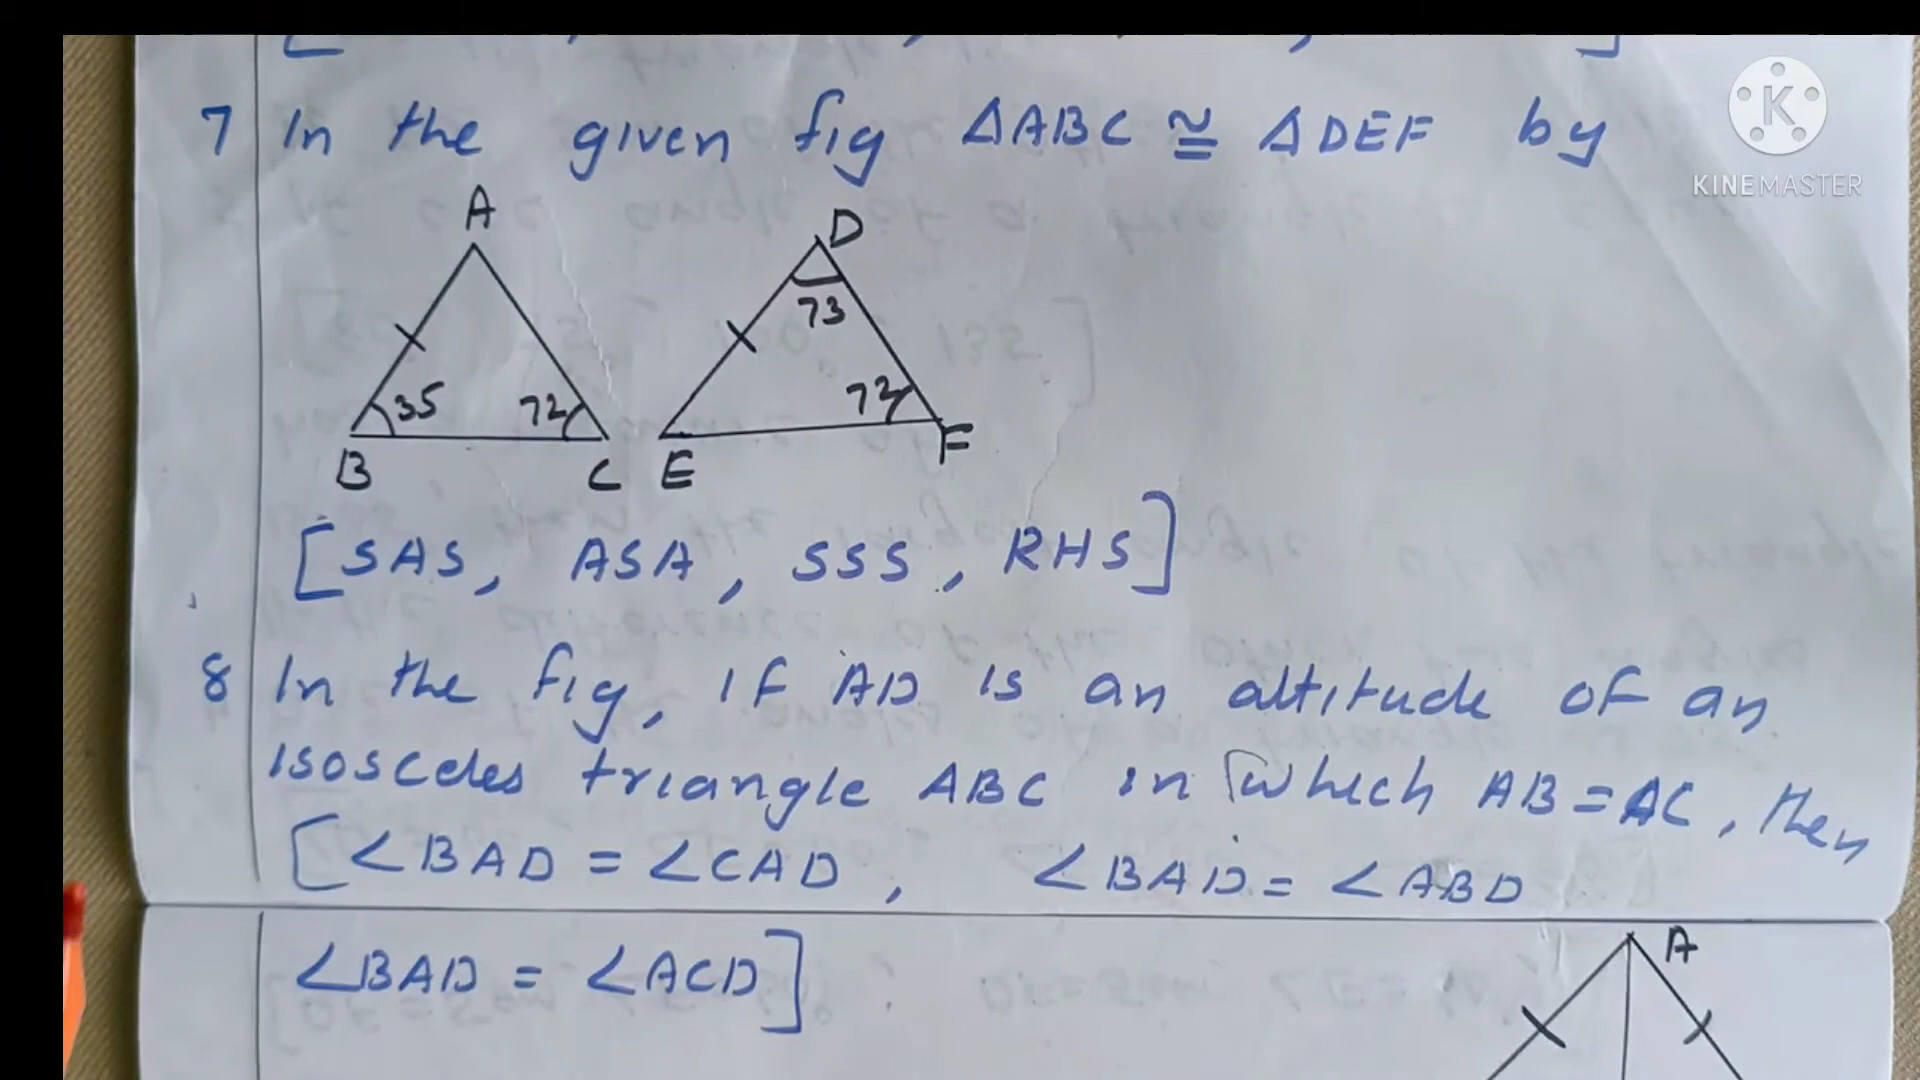 7 In the given fig ΔABC ≅ ΔDEF by
KINEMASTER
A
D
73
35
72
72
B
C
E
F
[SAS, ASA, SSS, RHS]
8 In the fig, if AD is an altitude of an
isosceles triangle ABC in which AB = AC, then
[∠BAD = ∠CAD, ∠BAD = ∠ABD
∠BAD = ∠ACD]
A